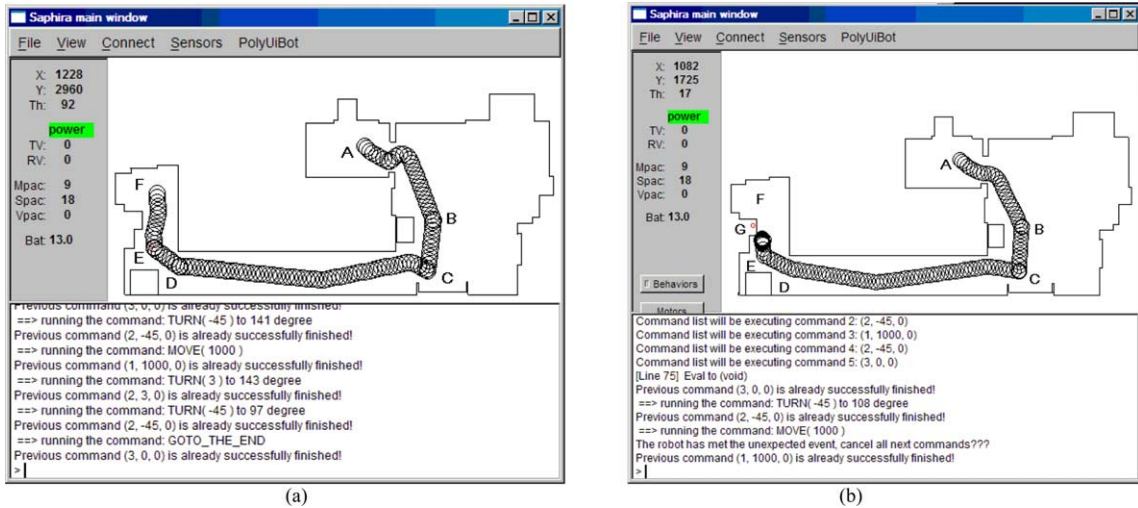 Saphira main window
File View Connect Sensors PolyUiBot
X: 1228
Y: 2960
Th: 92
power
TV: 0
RV: 0
Mpac: 9
Spac: 18
Vpac: 0
Bat: 13.0
A
B
C
D
E
F
Previous command (3, 0, 0) is already successfully finished!
==> running the command: TURN( -45 ) to 141 degree
Previous command (2, -45, 0) is already successfully finished!
==> running the command: MOVE( 1000 )
Previous command (1, 1000, 0) is already successfully finished!
==> running the command: TURN( 3 ) to 143 degree
Previous command (2, 3, 0) is already successfully finished!
==> running the command: TURN( -45 ) to 97 degree
Previous command (2, -45, 0) is already successfully finished!
==> running the command: GOTO_THE_END
Previous command (3, 0, 0) is already successfully finished!
>
(a)
Saphira main window
File View Connect Sensors PolyUiBot
X: 1082
Y: 1725
Th: 17
power
TV: 0
RV: 0
Mpac: 9
Spac: 18
Vpac: 0
Bat: 13.0
Behaviors
Motors
A
B
C
D
E
F
G
Command list will be executing command 2: (2, -45, 0)
Command list will be executing command 3: (1, 1000, 0)
Command list will be executing command 4: (2, -45, 0)
Command list will be executing command 5: (3, 0, 0)
[Line 75] Eval to (void)
Previous command (3, 0, 0) is already successfully finished!
==> running the command: TURN( -45 ) to 108 degree
Previous command (2, -45, 0) is already successfully finished!
==> running the command: MOVE( 1000 )
The robot has met the unexpected event, cancel all next commands???
Previous command (1, 1000, 0) is already successfully finished!
>
(b)